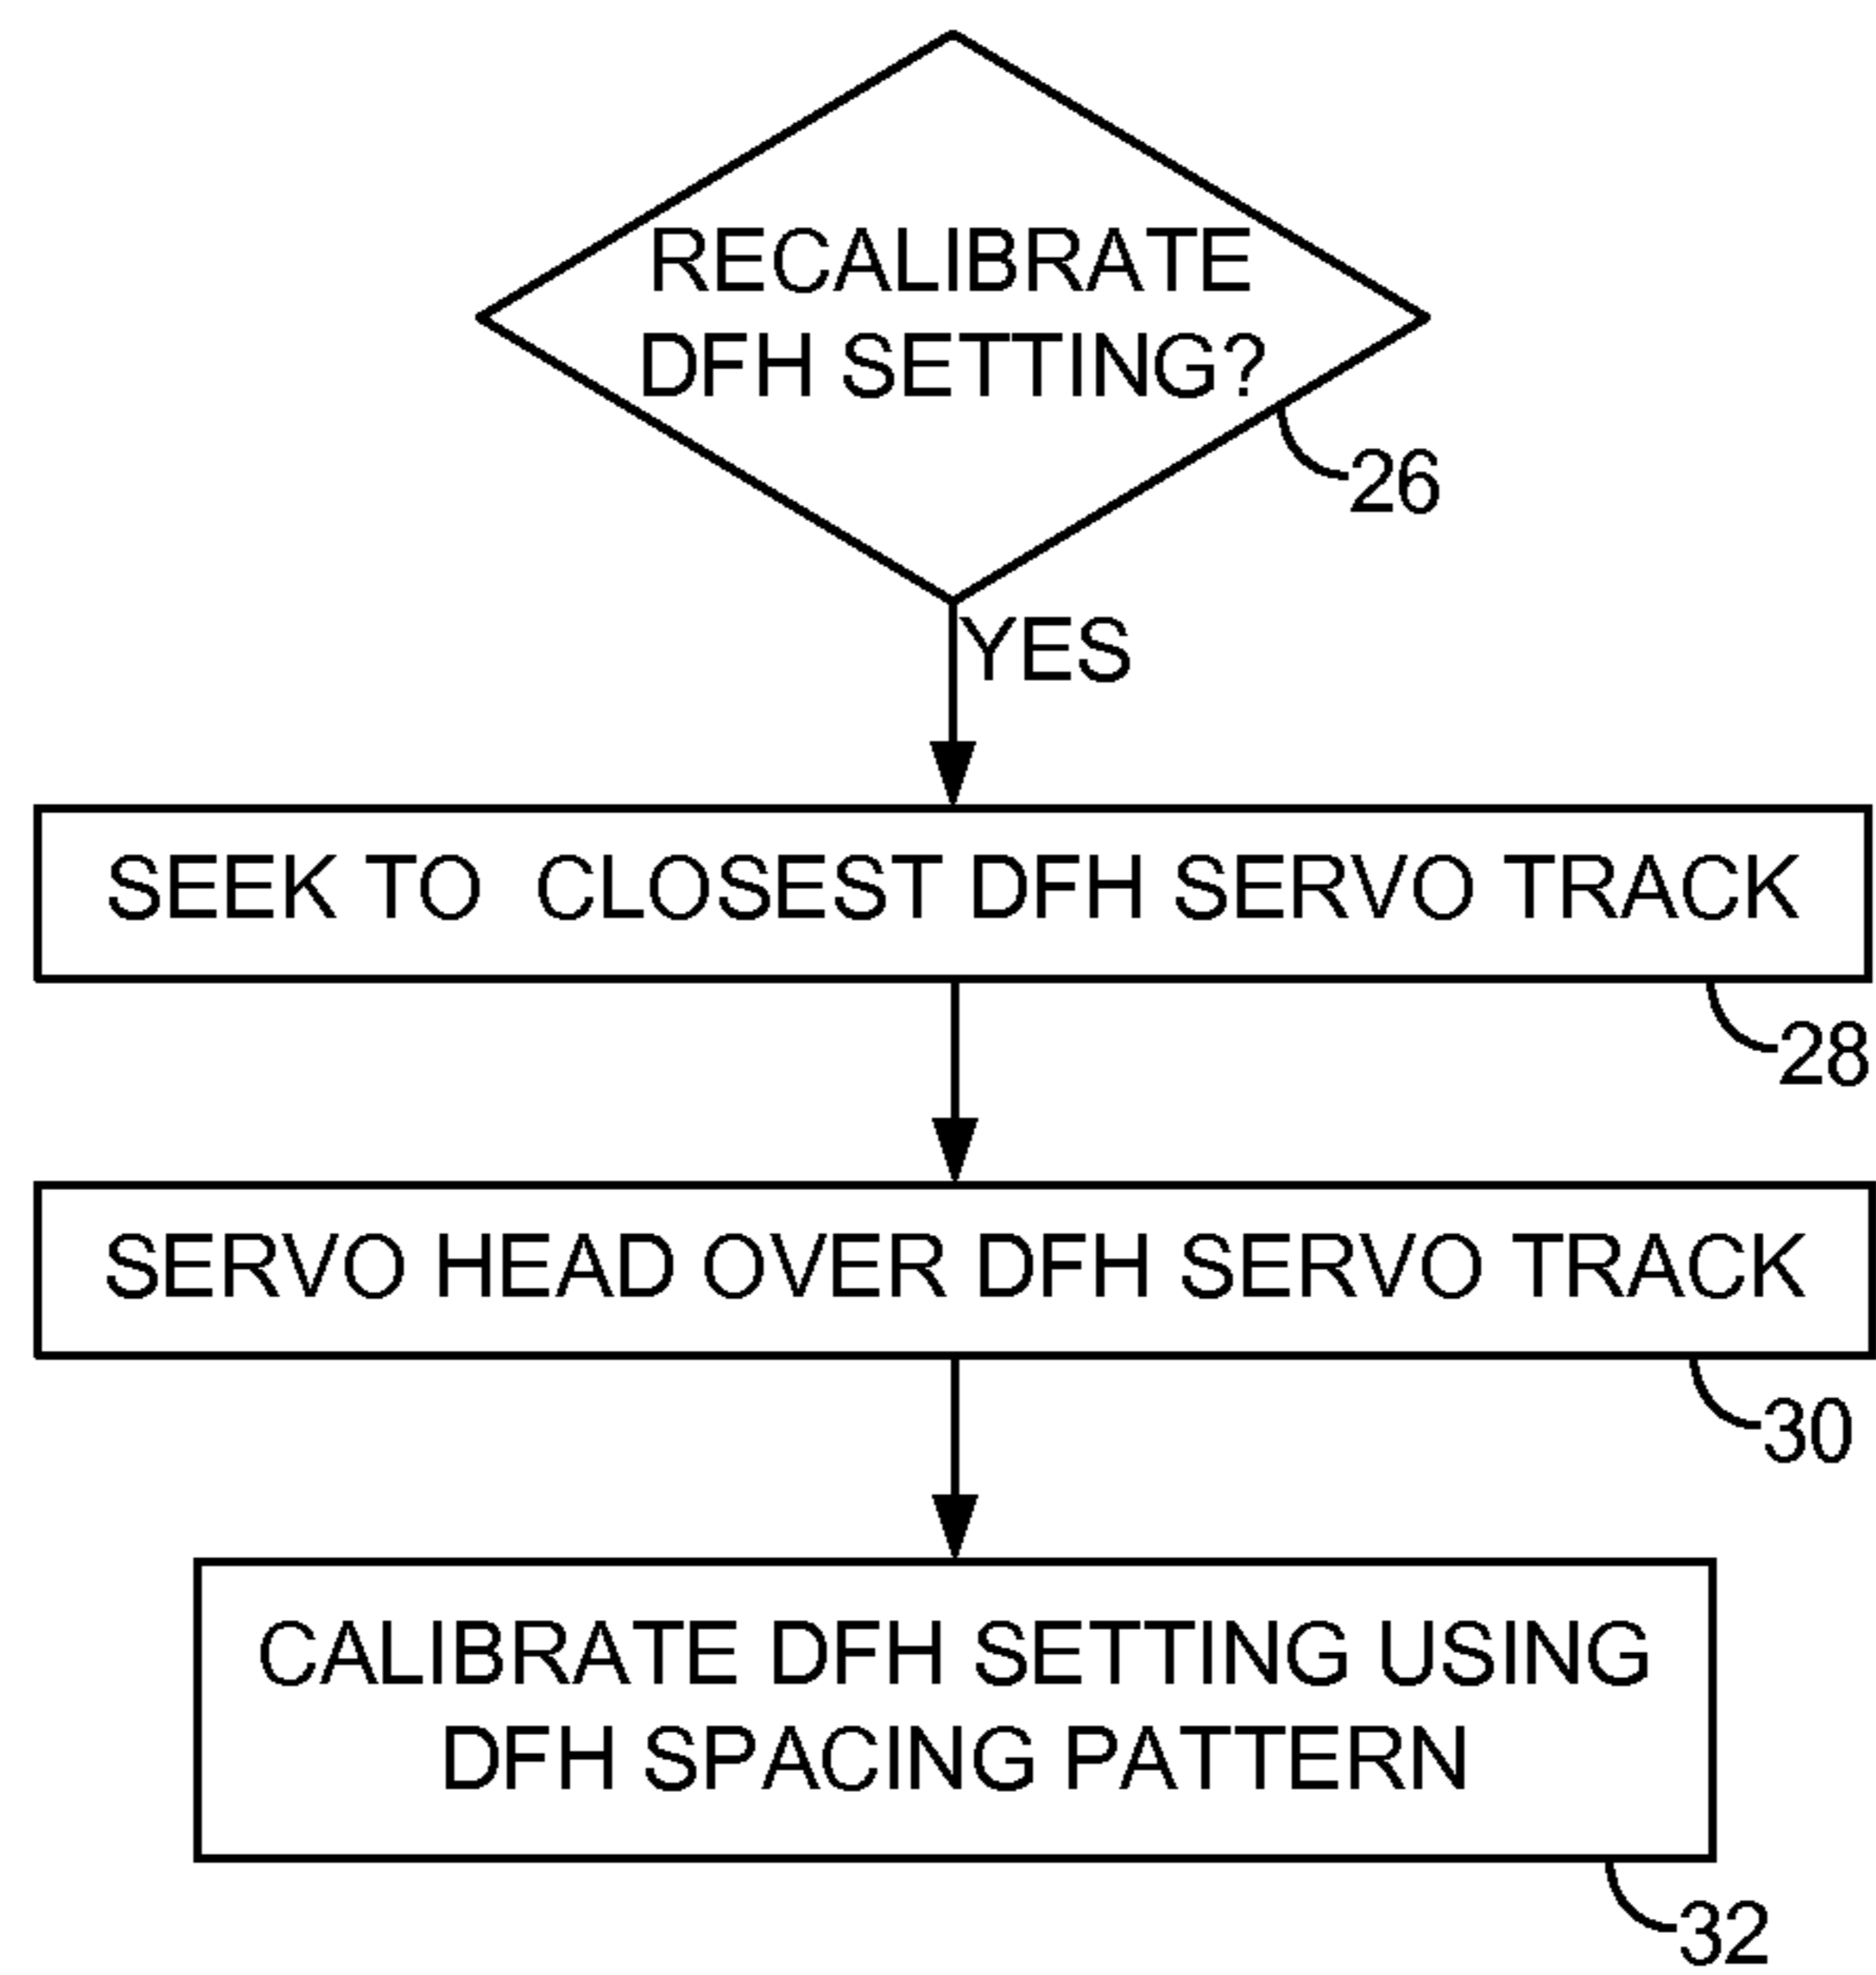 RECALIBRATE
DFH SETTING?
26
YES
SEEK TO CLOSEST DFH SERVO TRACK
28
SERVO HEAD OVER DFH SERVO TRACK
30
CALIBRATE DFH SETTING USING
DFH SPACING PATTERN
32